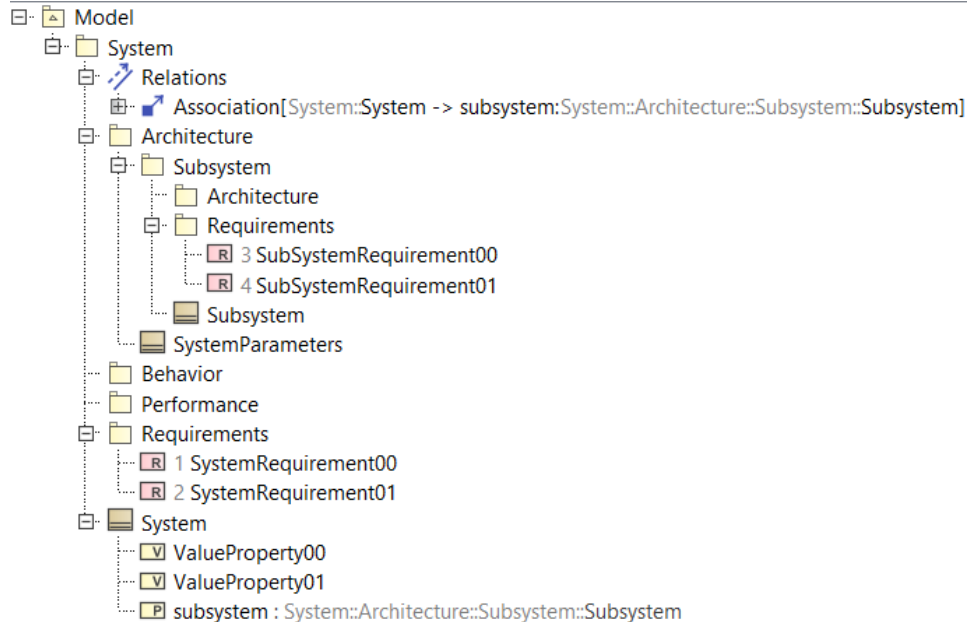 Model
System
Relations
Association[System::System -> subsystem:System::Architecture::Subsystem::Subsystem]
Architecture
Subsystem
Architecture
Requirements
R 3 SubSystemRequirement00
R 4 SubSystemRequirement01
Subsystem
SystemParameters
Behavior
Performance
Requirements
R 1 SystemRequirement00
R 2 SystemRequirement01
System
V ValueProperty00
V ValueProperty01
P subsystem : System::Architecture::Subsystem::Subsystem